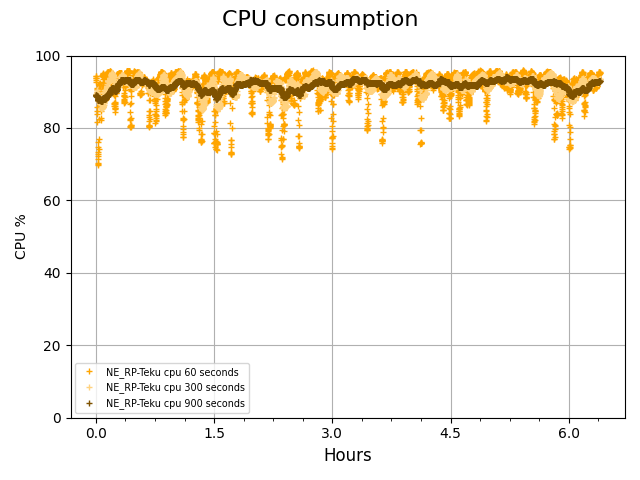 CPU consumption
100
80
60
40
20
0
CPU %
NE_RP-Teku cpu 60 seconds
NE_RP-Teku cpu 300 seconds
NE_RP-Teku cpu 900 seconds
0.0 1.5 3.0 4.5 6.0
Hours